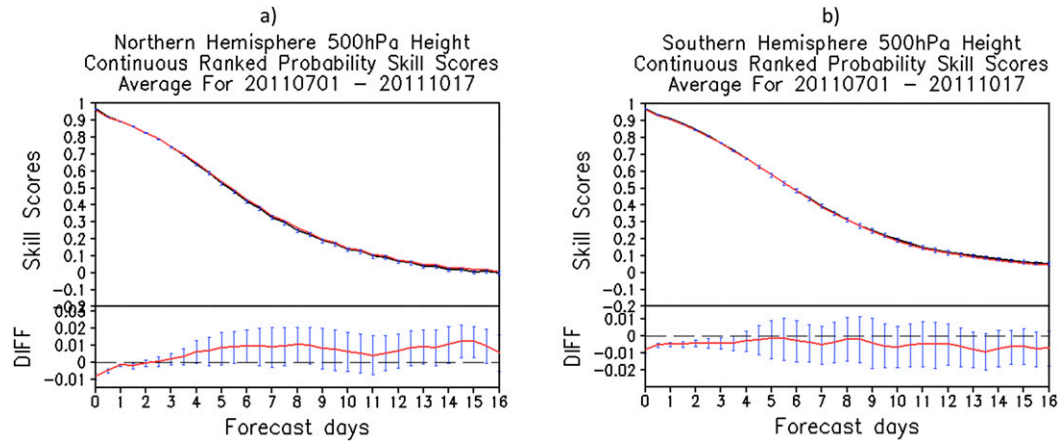 a)
Northern Hemisphere 500hPa Height
Continuous Ranked Probability Skill Scores
Average For 20110701 – 20111017
1
0.9
0.8
0.7
0.6
0.5
0.4
0.3
0.2
0.1
0
-0.1
-0.2
Skill Scores
0.03
0.02
0.01
0
-0.01
DIFF
0 1 2 3 4 5 6 7 8 9 10 11 12 13 14 15 16
Forecast days
b)
Southern Hemisphere 500hPa Height
Continuous Ranked Probability Skill Scores
Average For 20110701 – 20111017
1
0.9
0.8
0.7
0.6
0.5
0.4
0.3
0.2
0.1
0
-0.1
-0.2
Skill Scores
0.01
0
-0.01
-0.02
DIFF
0 1 2 3 4 5 6 7 8 9 10 11 12 13 14 15 16
Forecast days